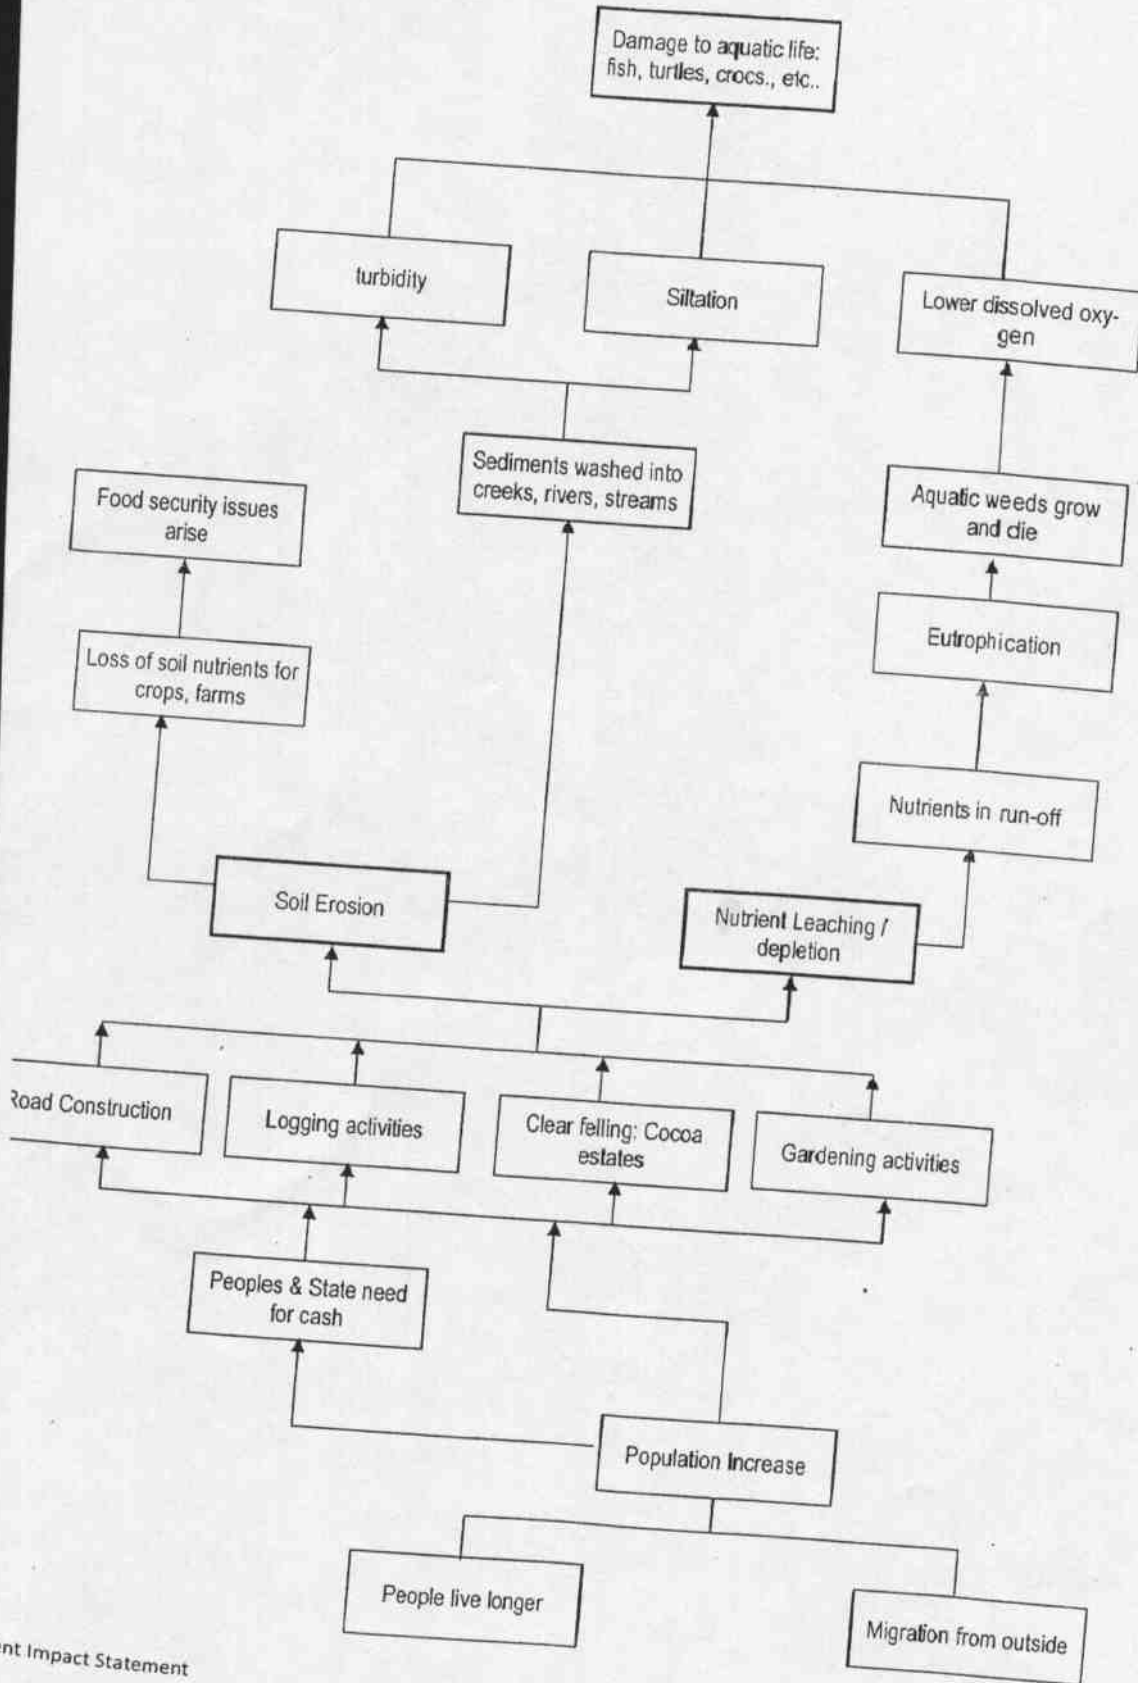 Damage to aquatic life:
fish, turtles, crocs., etc..
turbidity
Siltation
Lower dissolved oxy-
gen
Sediments washed into
creeks, rivers, streams
Food security issues
arise
Aquatic weeds grow
and die
Eutrophication
Loss of soil nutrients for
crops, farms
Nutrients in run-off
Soil Erosion
Nutrient Leaching /
depletion
Road Construction
Logging activities
Clear felling: Cocoa
estates
Gardening activities
Peoples & State need
for cash
Population Increase
People live longer
Migration from outside
nt Impact Statement